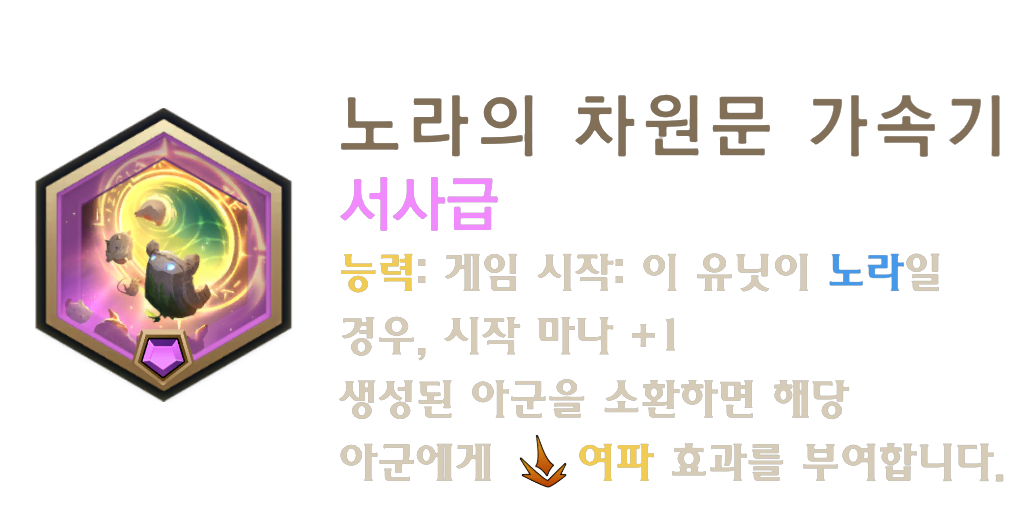 노라의 차원문 가속기
서사급
능력: 게임 시작: 이 유닛이 노라일
경우, 시작 마나 +1
생성된 아군을 소환하면 해당
아군에게 여파 효과를 부여합니다.